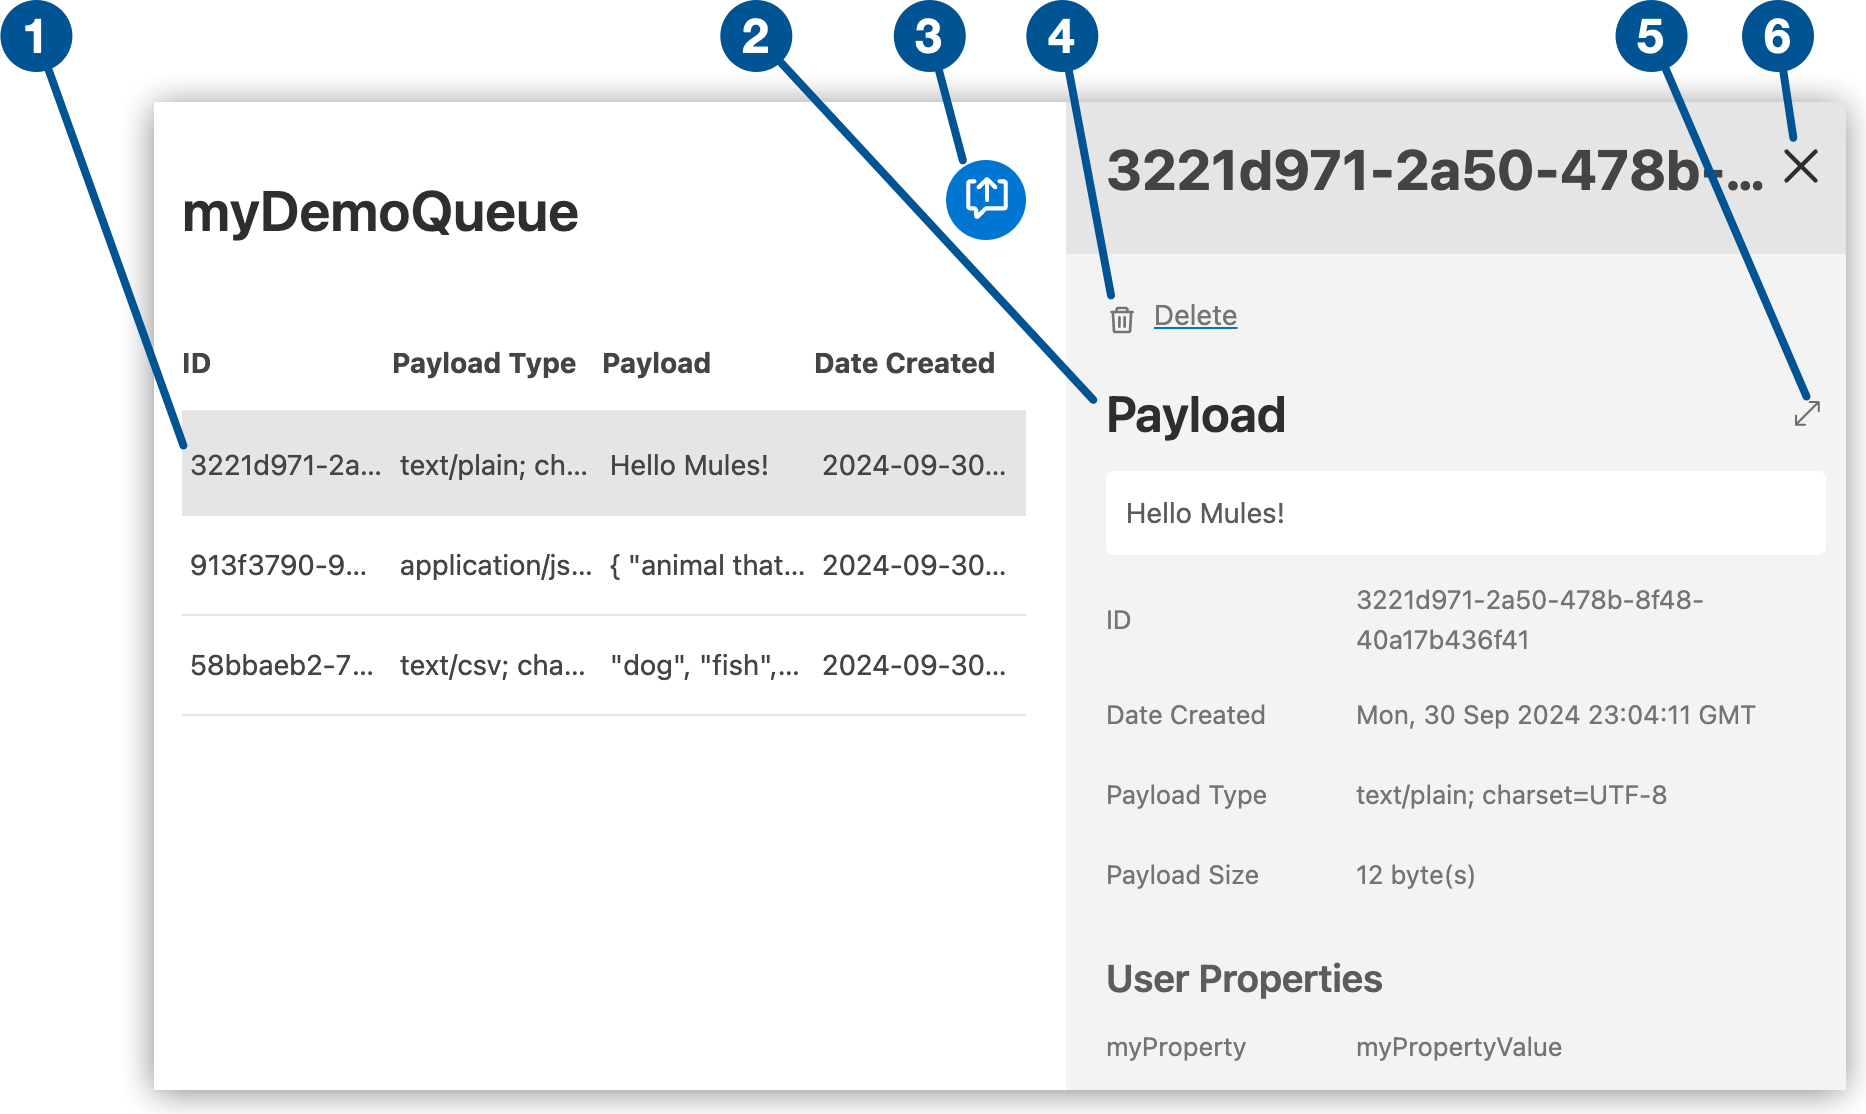 1 2 3 4 5 6
myDemoQueue
ID Payload Type Payload Date Created
3221d971-2a... text/plain; ch... Hello Mules! 2024-09-30...
913f3790-9... application/js... { "animal that... 2024-09-30...
58bbaeb2-7... text/csv; cha... "dog", "fish",... 2024-09-30...
3221d971-2a50-478b-...
Delete
Payload
Hello Mules!
ID 3221d971-2a50-478b-8f48-
40a17b436f41
Date Created Mon, 30 Sep 2024 23:04:11 GMT
Payload Type text/plain; charset=UTF-8
Payload Size 12 byte(s)
User Properties
myProperty myPropertyValue